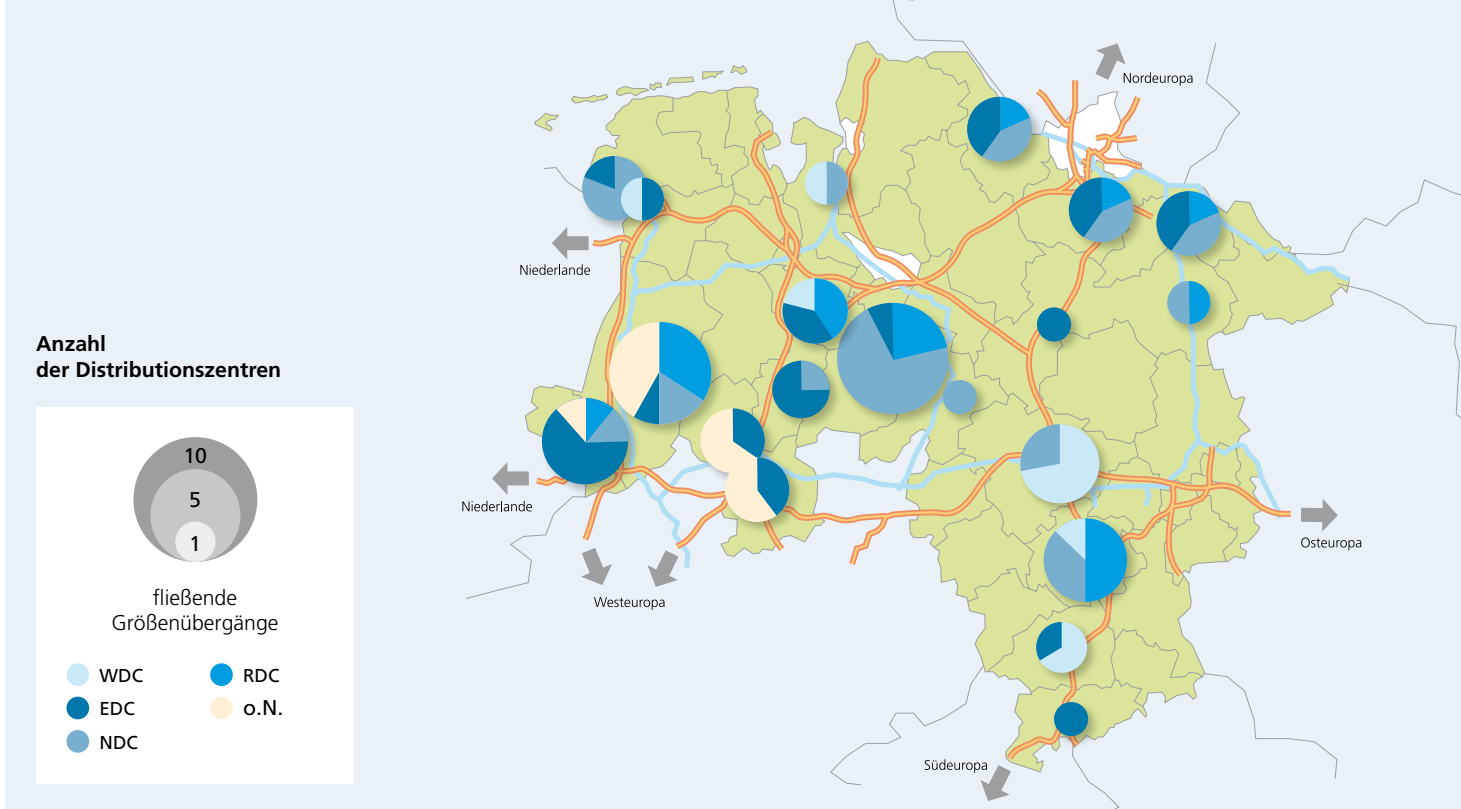 Anzahl
der Distributionszentren
10
5
1
fließende
Größenübergänge
WDC
EDC
NDC
RDC
o.N.
Nordeuropa
Niederlande
Niederlande
Westeuropa
Osteuropa
Südeuropa